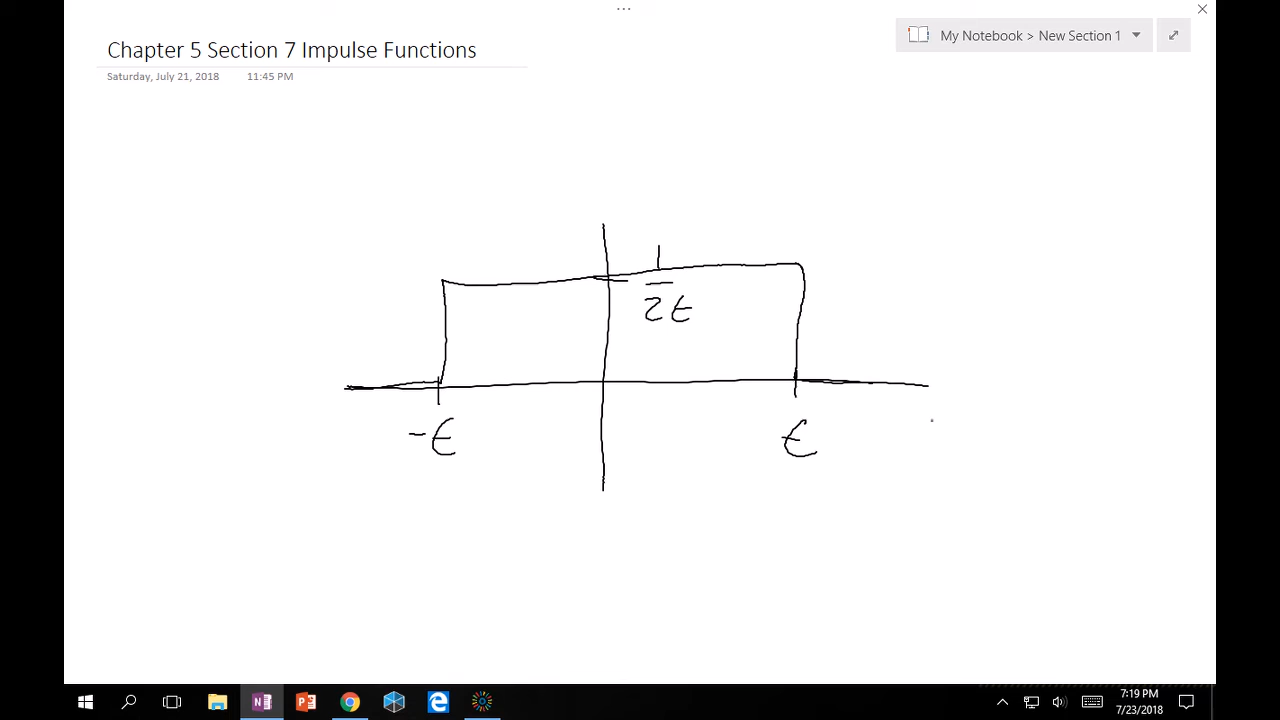 ...
My Notebook > New Section 1
Chapter 5 Section 7 Impulse Functions
Saturday, July 21, 2018 11:45 PM
1
2ε
-ε ε
7:19 PM
7/23/2018